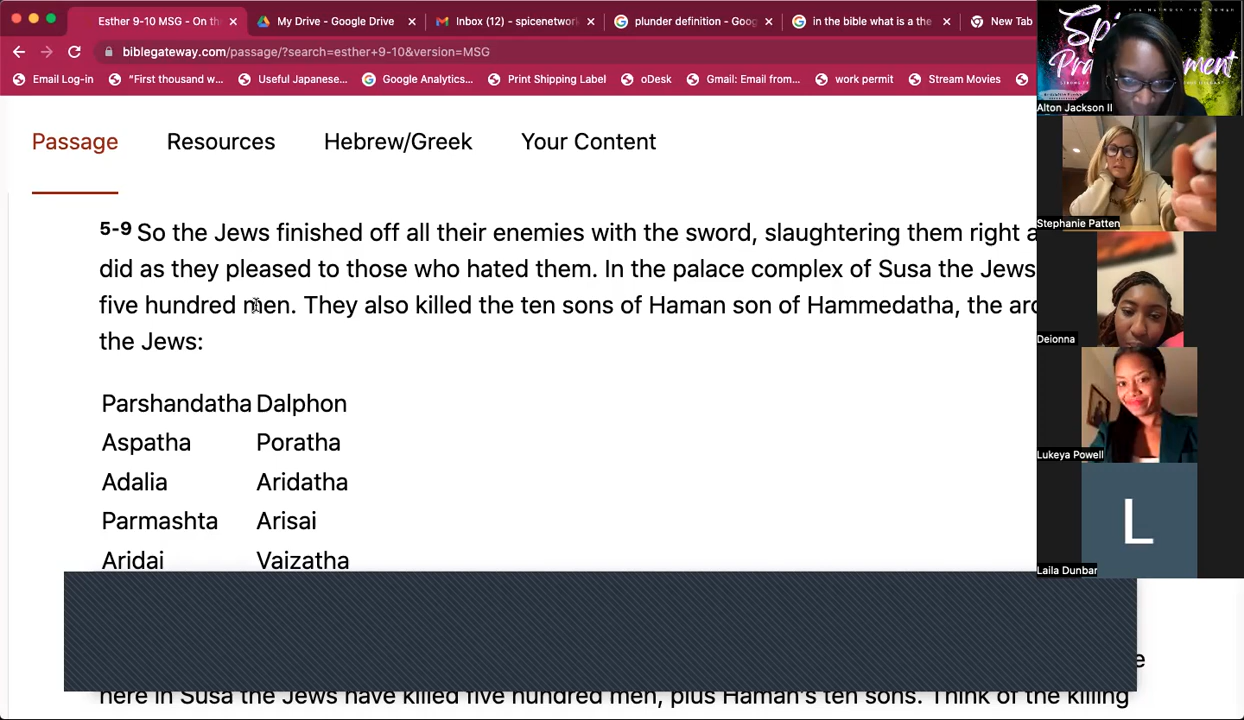 Esther 9-10 MSG - On th
My Drive - Google Drive
Inbox (12) - spicenetwor
plunder definition - Goog
in the bible what is a the
New Tab
biblegateway.com/passage/?search=esther+9-10&version=MSG
Email Log-in
“First thousand w...
Useful Japanese...
Google Analytics...
Print Shipping Label
oDesk
Gmail: Email from...
work permit
Stream Movies
Passage
Resources
Hebrew/Greek
Your Content
5-9 So the Jews finished off all their enemies with the sword, slaughtering them right a
did as they pleased to those who hated them. In the palace complex of Susa the Jews
five hundred men. They also killed the ten sons of Haman son of Hammedatha, the arc
the Jews:
Parshandatha Dalphon
Aspatha Poratha
Adalia Aridatha
Parmashta Arisai
Aridai Vaizatha
here in Susa the Jews have killed five hundred men, plus Haman's ten sons. Think of the killing
Alton Jackson II
Stephanie Patten
Deionna
Lukeya Powell
L
Laila Dunbar